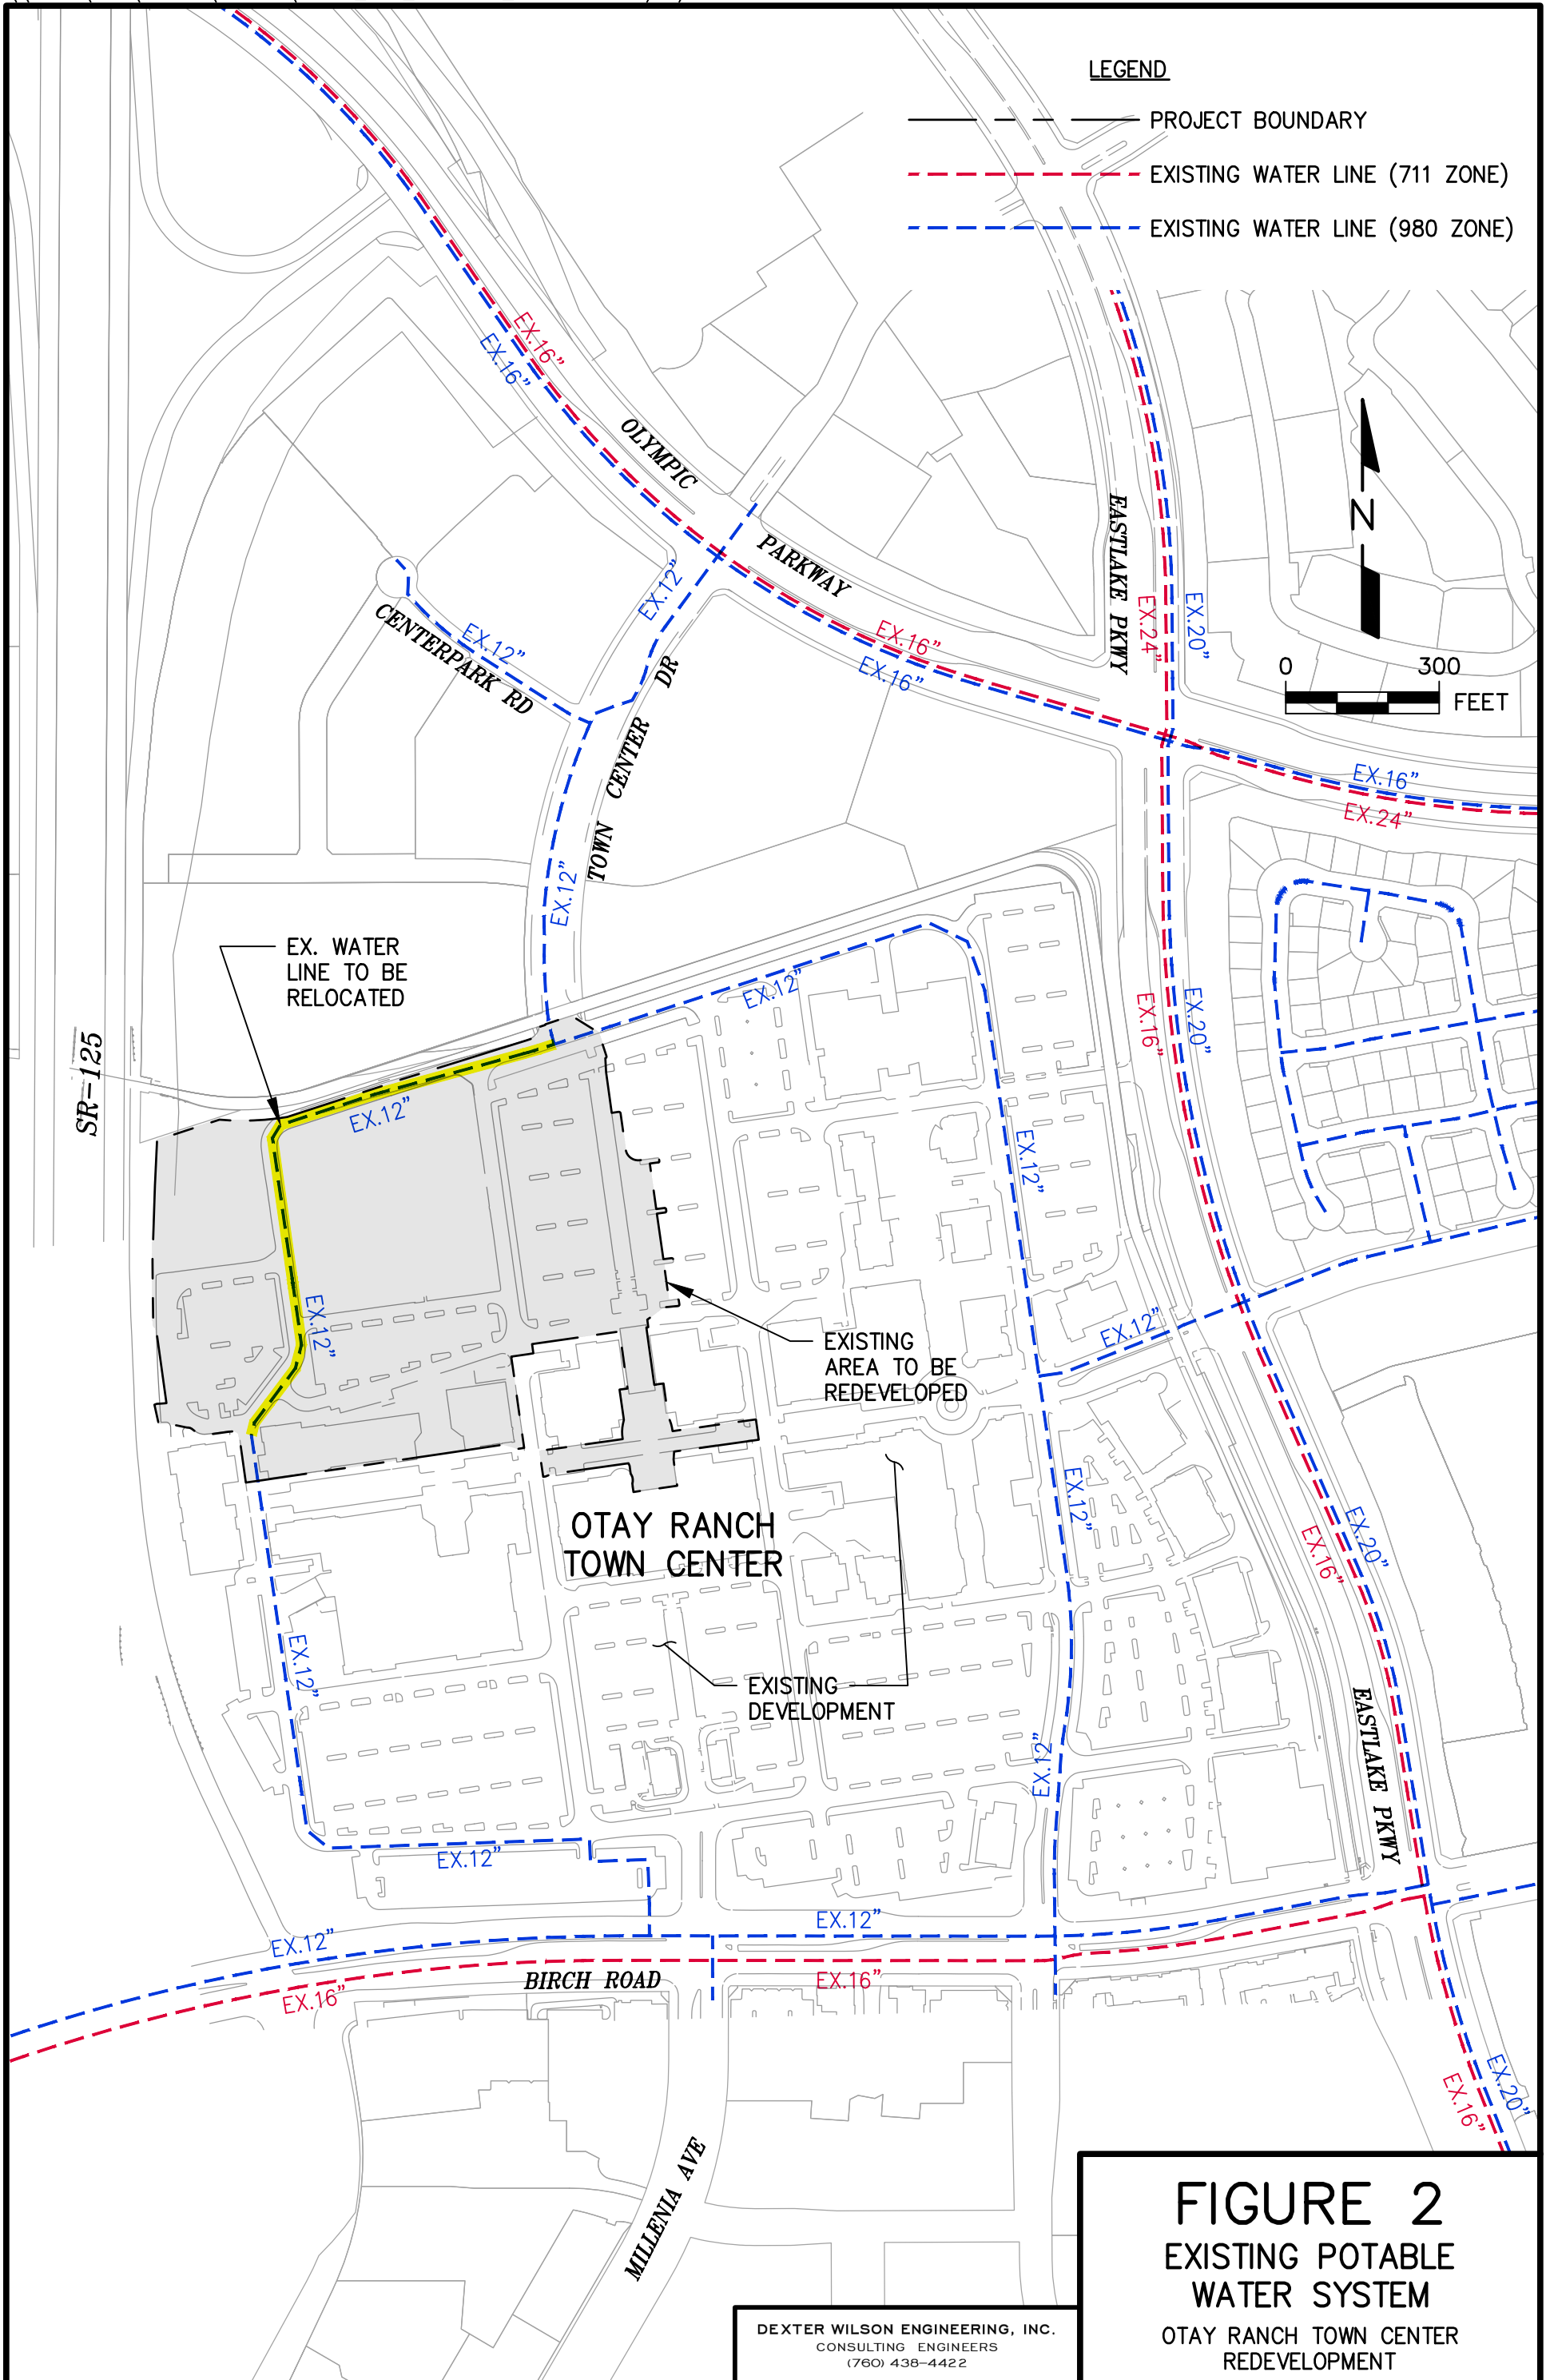 LEGEND
PROJECT BOUNDARY
EXISTING WATER LINE (711 ZONE)
EXISTING WATER LINE (980 ZONE)
EX.16"
EX.16"
OLYMPIC
PARKWAY
EASTLAKE PKWY
N
0 300
FEET
EX.12"
EX.12"
CENTERPARK RD
TOWN CENTER DR
EX.16"
EX.16"
EX.24"
EX.20"
EX.16"
EX.24"
EX.12"
EX. WATER
LINE TO BE
RELOCATED
EX.12"
EX.16"
EX.20"
SR-125
EX.12"
EX.12"
EX.12"
EX.12"
EXISTING
AREA TO BE
REDEVELOPED
EX.12"
OTAY RANCH
TOWN CENTER
EX.16"
EX.20"
EX.12"
EXISTING
DEVELOPMENT
EX.12"
EASTLAKE PKWY
EX.12"
EX.12"
EX.12"
EX.16"
BIRCH ROAD
EX.16"
EX.16"
EX.20"
MILLENIA AVE
FIGURE 2
EXISTING POTABLE
WATER SYSTEM
OTAY RANCH TOWN CENTER
REDEVELOPMENT
DEXTER WILSON ENGINEERING, INC.
CONSULTING ENGINEERS
(760) 438-4422